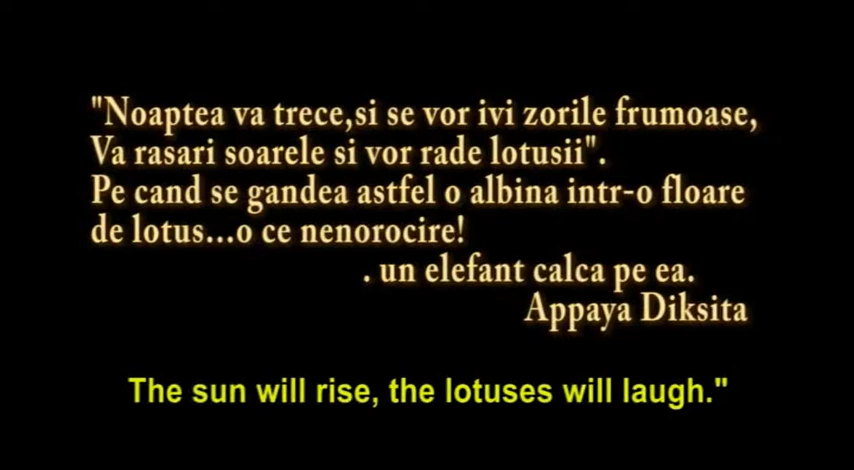 "Noaptea va trece,si se vor ivi zorile frumoase,
Va rasari soarele si vor rade lotusii".
Pe cand se gandea astfel o albina intr-o floare
de lotus...o ce nenorocire!
. un elefant calca pe ea.
Appaya Diksita
The sun will rise, the lotuses will laugh."